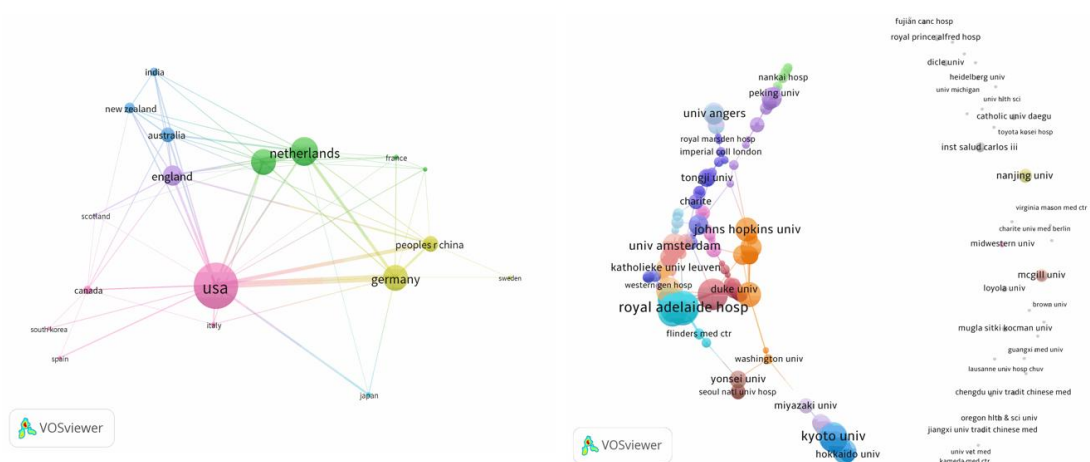 india
new zealand
australia
netherlands
france
england
scotland
peoples r china
germany
sweden
usa
canada
italy
south korea
spain
japan
VOSviewer
fujian canc hosp
royal prince alfred hosp
dicle univ
nankai hosp
heidelberg univ
peking univ
univ michigan
univ hlth sci
univ angers
catholic univ daegu
toyota kosei hosp
royal marsden hosp
imperial coll london
inst salud carlos iii
tongji univ
nanjing univ
charite
virginia mason med ctr
johns hopkins univ
charite univ med berlin
univ amsterdam
midwestern univ
katholieke univ leuven
mcgill univ
western gen hosp
duke univ
loyola univ
royal adelaide hosp
brown univ
flinders med ctr
mugla sitki kocman univ
guangxi med univ
washington univ
lausanne univ hosp chuv
yonsei univ
seoul natl univ hosp
chengdu univ tradit chinese med
miyazaki univ
oregon hlth & sci univ
jiangxi univ tradit chinese med
kyoto univ
hokkaido univ
univ vet med
kameda med ctr
VOSviewer